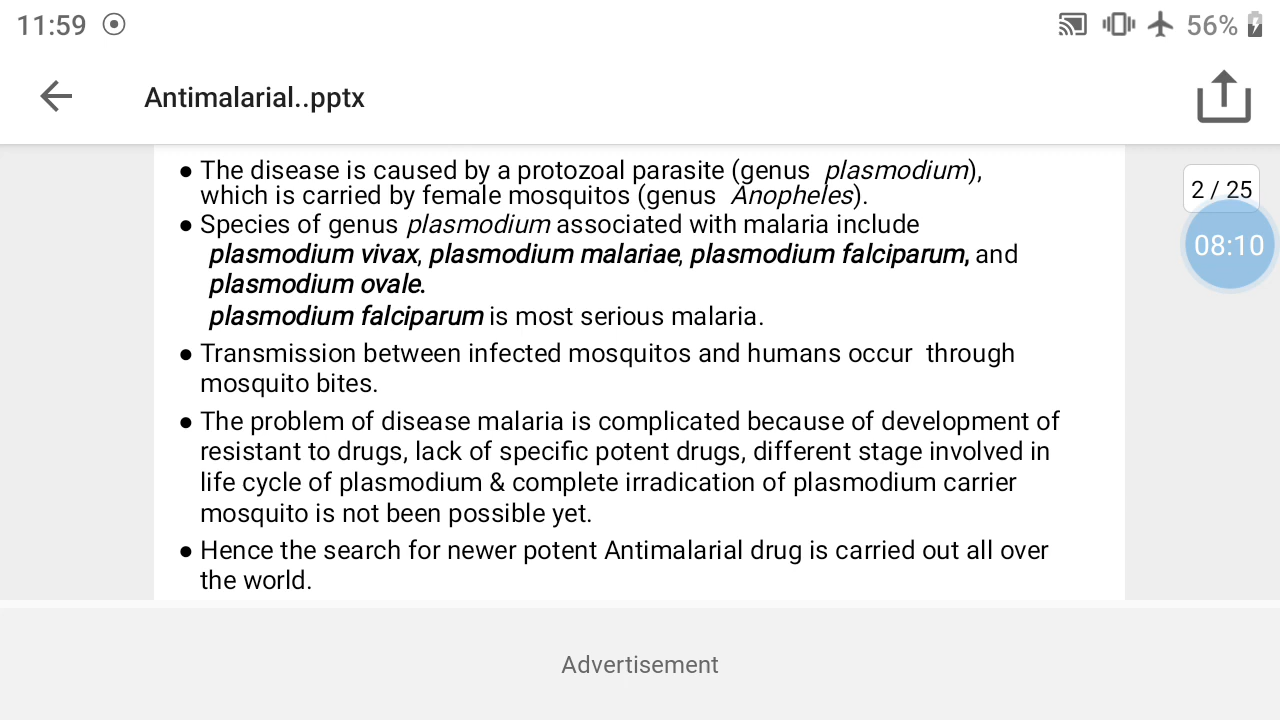 11:59
56%
Antimalarial..pptx
● The disease is caused by a protozoal parasite (genus plasmodium),
which is carried by female mosquitos (genus Anopheles).
2 / 25
08:10
● Species of genus plasmodium associated with malaria include
plasmodium vivax, plasmodium malariae, plasmodium falciparum, and
plasmodium ovale.
plasmodium falciparum is most serious malaria.
● Transmission between infected mosquitos and humans occur through
mosquito bites.
● The problem of disease malaria is complicated because of development of
resistant to drugs, lack of specific potent drugs, different stage involved in
life cycle of plasmodium & complete irradication of plasmodium carrier
mosquito is not been possible yet.
● Hence the search for newer potent Antimalarial drug is carried out all over
the world.
Advertisement